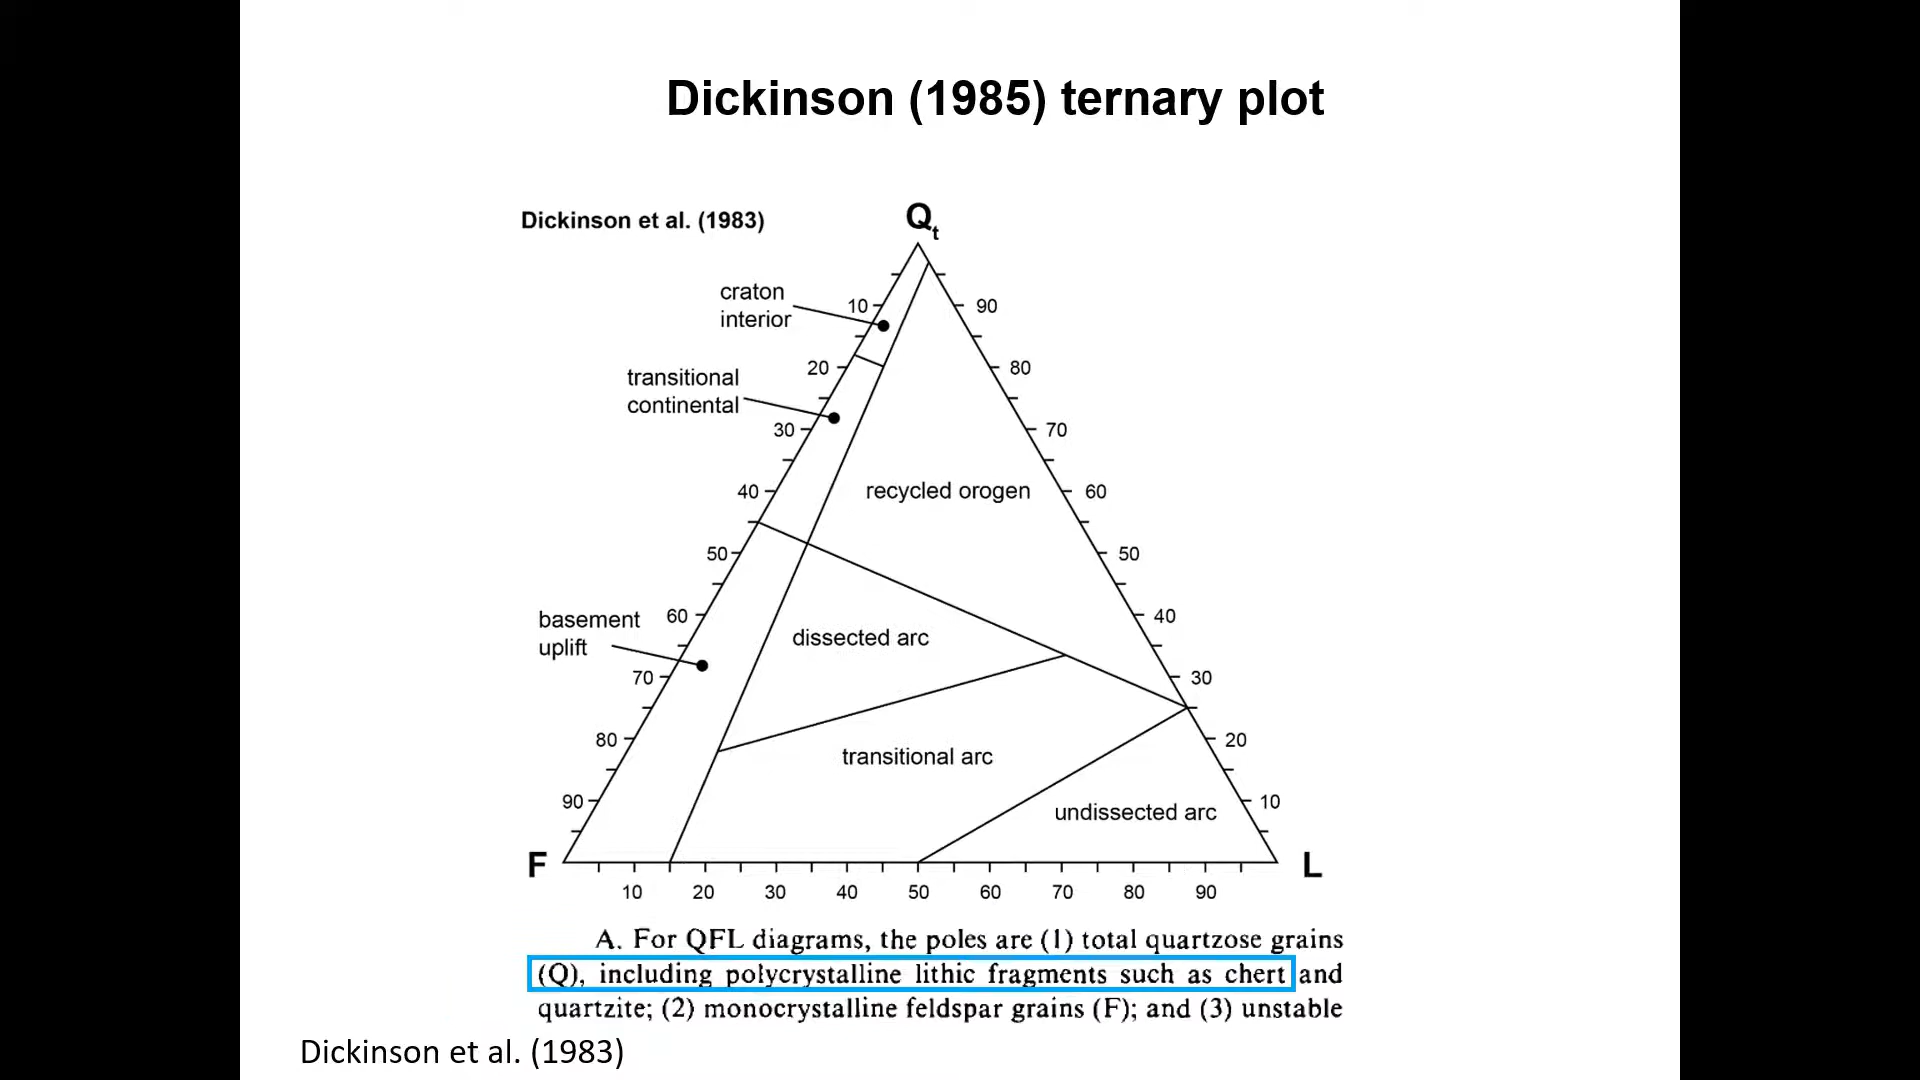 Dickinson (1985) ternary plot
Dickinson et al. (1983)
Qt
craton
interior
10
90
20
80
transitional
continental
30
70
40
recycled orogen
60
50
50
basement
uplift
60
40
dissected arc
70
30
80
20
transitional arc
90
10
undissected arc
F
L
10 20 30 40 50 60 70 80 90
A. For QFL diagrams, the poles are (1) total quartzose grains
(Q), including polycrystalline lithic fragments such as chert and
quartzite; (2) monocrystalline feldspar grains (F); and (3) unstable
Dickinson et al. (1983)